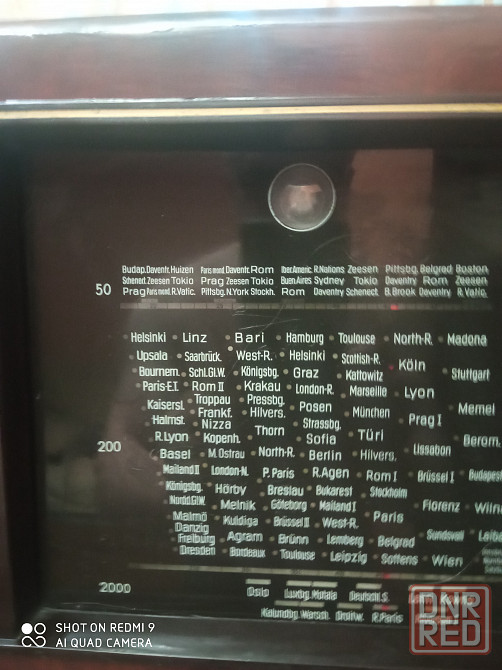 Budap. Daventr. Huizen Paris mond. Daventr. Rom Iber. Americ. R. Nations Zeesen Pittsbg. Belgrad Boston
Schenect. Zeesen Tokio Prag Zeesen Tokio Buen. Aires Sydney Tokio Daventry Rom Zeesen
50 Prag Paris mond. R. Vatic. Pittsbg. N. York Stockh. Rom Daventry Schenect. B. Brook Daventry R. Vatic.
Helsinki Linz Bari Hamburg Toulouse North-R. Madona
Upsala Saarbrück. West-R. Helsinki Scottish-R. Köln
Bournem. Schl.Gl.W. Königsbg. Graz Kattowitz Stuttgart
Paris-E.T. Rom II Krakau London-R. Marseille Lyon
Kaiserst. Troppau Pressbg. Posen München Memel
Frankf. Hilvers.
Halmst. Nizza Thorn Strassbg. Prag I
R. Lyon Kopenh. Sofia Türi Berom.
200 Basel M. Ostrau North-R. Berlin Hilvers. Lissabon
Mailand II London-N. P. Paris R. Agen Rom I Brüssel I Budapest
Königsbg. Hörby Breslau Bukarest Stockholm
Nordd.Gl.W. Melnik Göteborg Mailand I Florenz Wiln
Malmö Kuldiga Brüssel II West-R. Paris
Danzig
Freiburg Agram Brünn Lemberg Belgrad Sundsvall Leiba
Dresden Bordeaux Toulouse Leipzig Sottens Wien
2000 Oslo Luxbg. Motala Deutschl.S.
Kalundbg. Warsch. Droitw. R. Paris
DNR
RED
SHOT ON REDMI 9
AI QUAD CAMERA